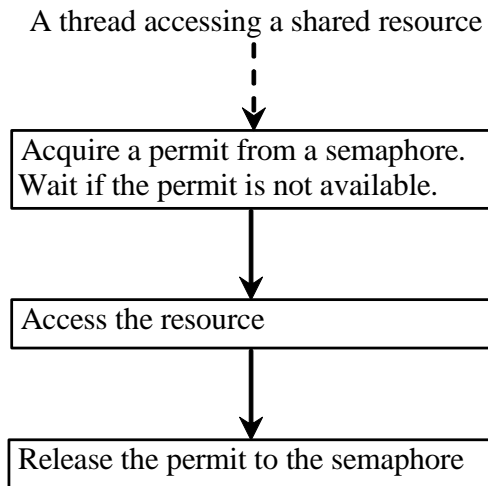 A thread accessing a shared resource
Acquire a permit from a semaphore.
Wait if the permit is not available.
Access the resource
Release the permit to the semaphore